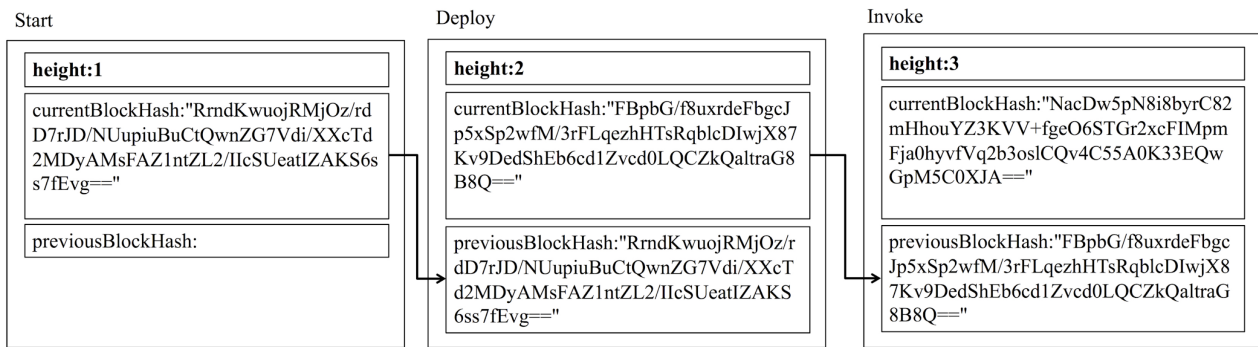 Start
height:1
currentBlockHash:"RrndKwuojRMjOz/rd
D7rJD/NUupiuBuCtQwnZG7Vdi/XXcTd
2MDyAMsFAZ1ntZL2/IIcSUeatIZAKS6s
s7fEvg=="
previousBlockHash:
Deploy
height:2
currentBlockHash:"FBpbG/f8uxrdeFbgcJ
p5xSp2wfM/3rFLqezhHTsRqblcDIwjX87
Kv9DedShEb6cd1Zvcd0LQCZkQaltraG8
B8Q=="
previousBlockHash:"RrndKwuojRMjOz/r
dD7rJD/NUupiuBuCtQwnZG7Vdi/XXcT
d2MDyAMsFAZ1ntZL2/IIcSUeatIZAKS
6ss7fEvg=="
Invoke
height:3
currentBlockHash:"NacDw5pN8i8byrC82
mHhouYZ3KVV+fgeO6STGr2xcFIMpm
Fja0hyvfVq2b3oslCQv4C55A0K33EQw
GpM5C0XJA=="
previousBlockHash:"FBpbG/f8uxrdeFbgc
Jp5xSp2wfM/3rFLqezhHTsRqblcDIwjX8
7Kv9DedShEb6cd1Zvcd0LQCZkQaltraG
8B8Q=="